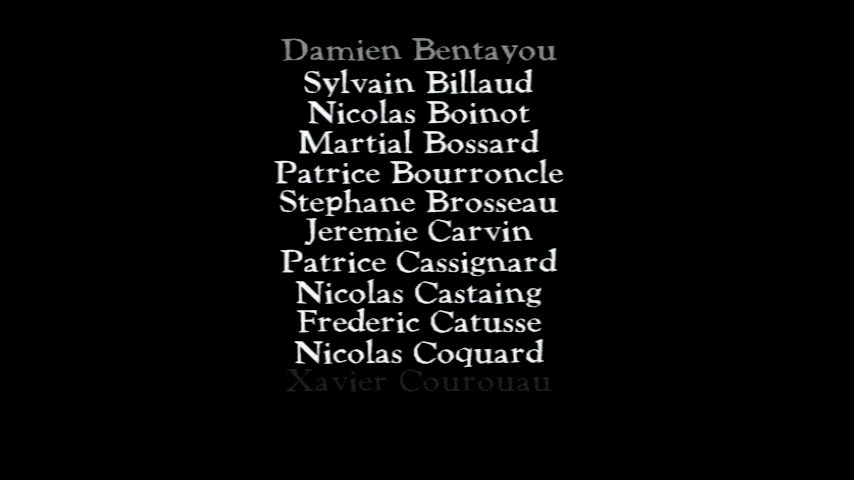 Damien Bentayou
Sylvain Billaud
Nicolas Boinot
Martial Bossard
Patrice Bourroncle
Stephane Brosseau
Jeremie Carvin
Patrice Cassignard
Nicolas Castaing
Frederic Catusse
Nicolas Coquard
Xavier Courouau